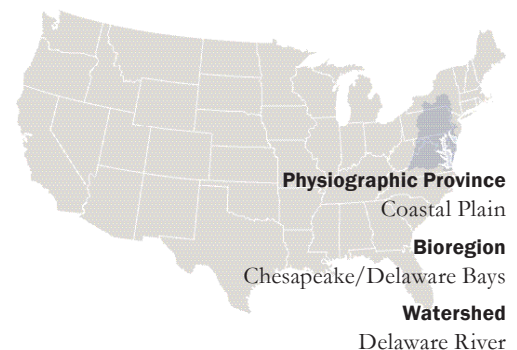 Physiographic Province
Coastal Plain
Bioregion
Chesapeake/Delaware Bays
Watershed
Delaware River